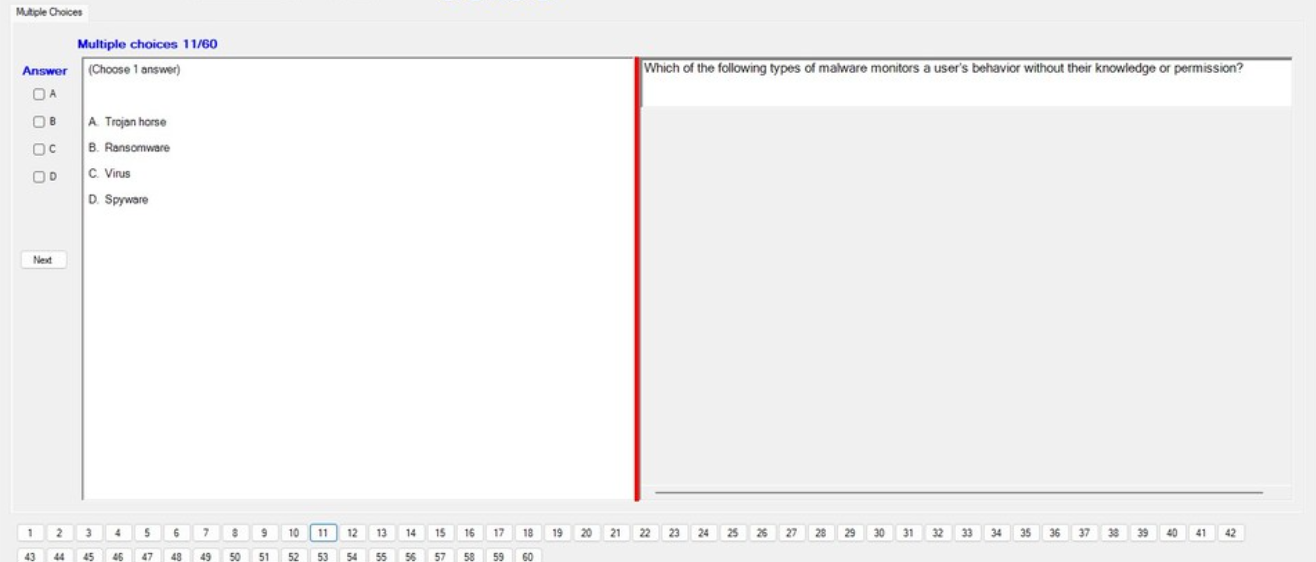 Multiple Choices
Multiple choices 11/60
Answer
A
B
C
D
Next
(Choose 1 answer)
A. Trojan horse
B. Ransomware
C. Virus
D. Spyware
Which of the following types of malware monitors a user's behavior without their knowledge or permission?
1 2 3 4 5 6 7 8 9 10 11 12 13 14 15 16 17 18 19 20 21 22 23 24 25 26 27 28 29 30 31 32 33 34 35 36 37 38 39 40 41 42
43 44 45 46 47 48 49 50 51 52 53 54 55 56 57 58 59 60